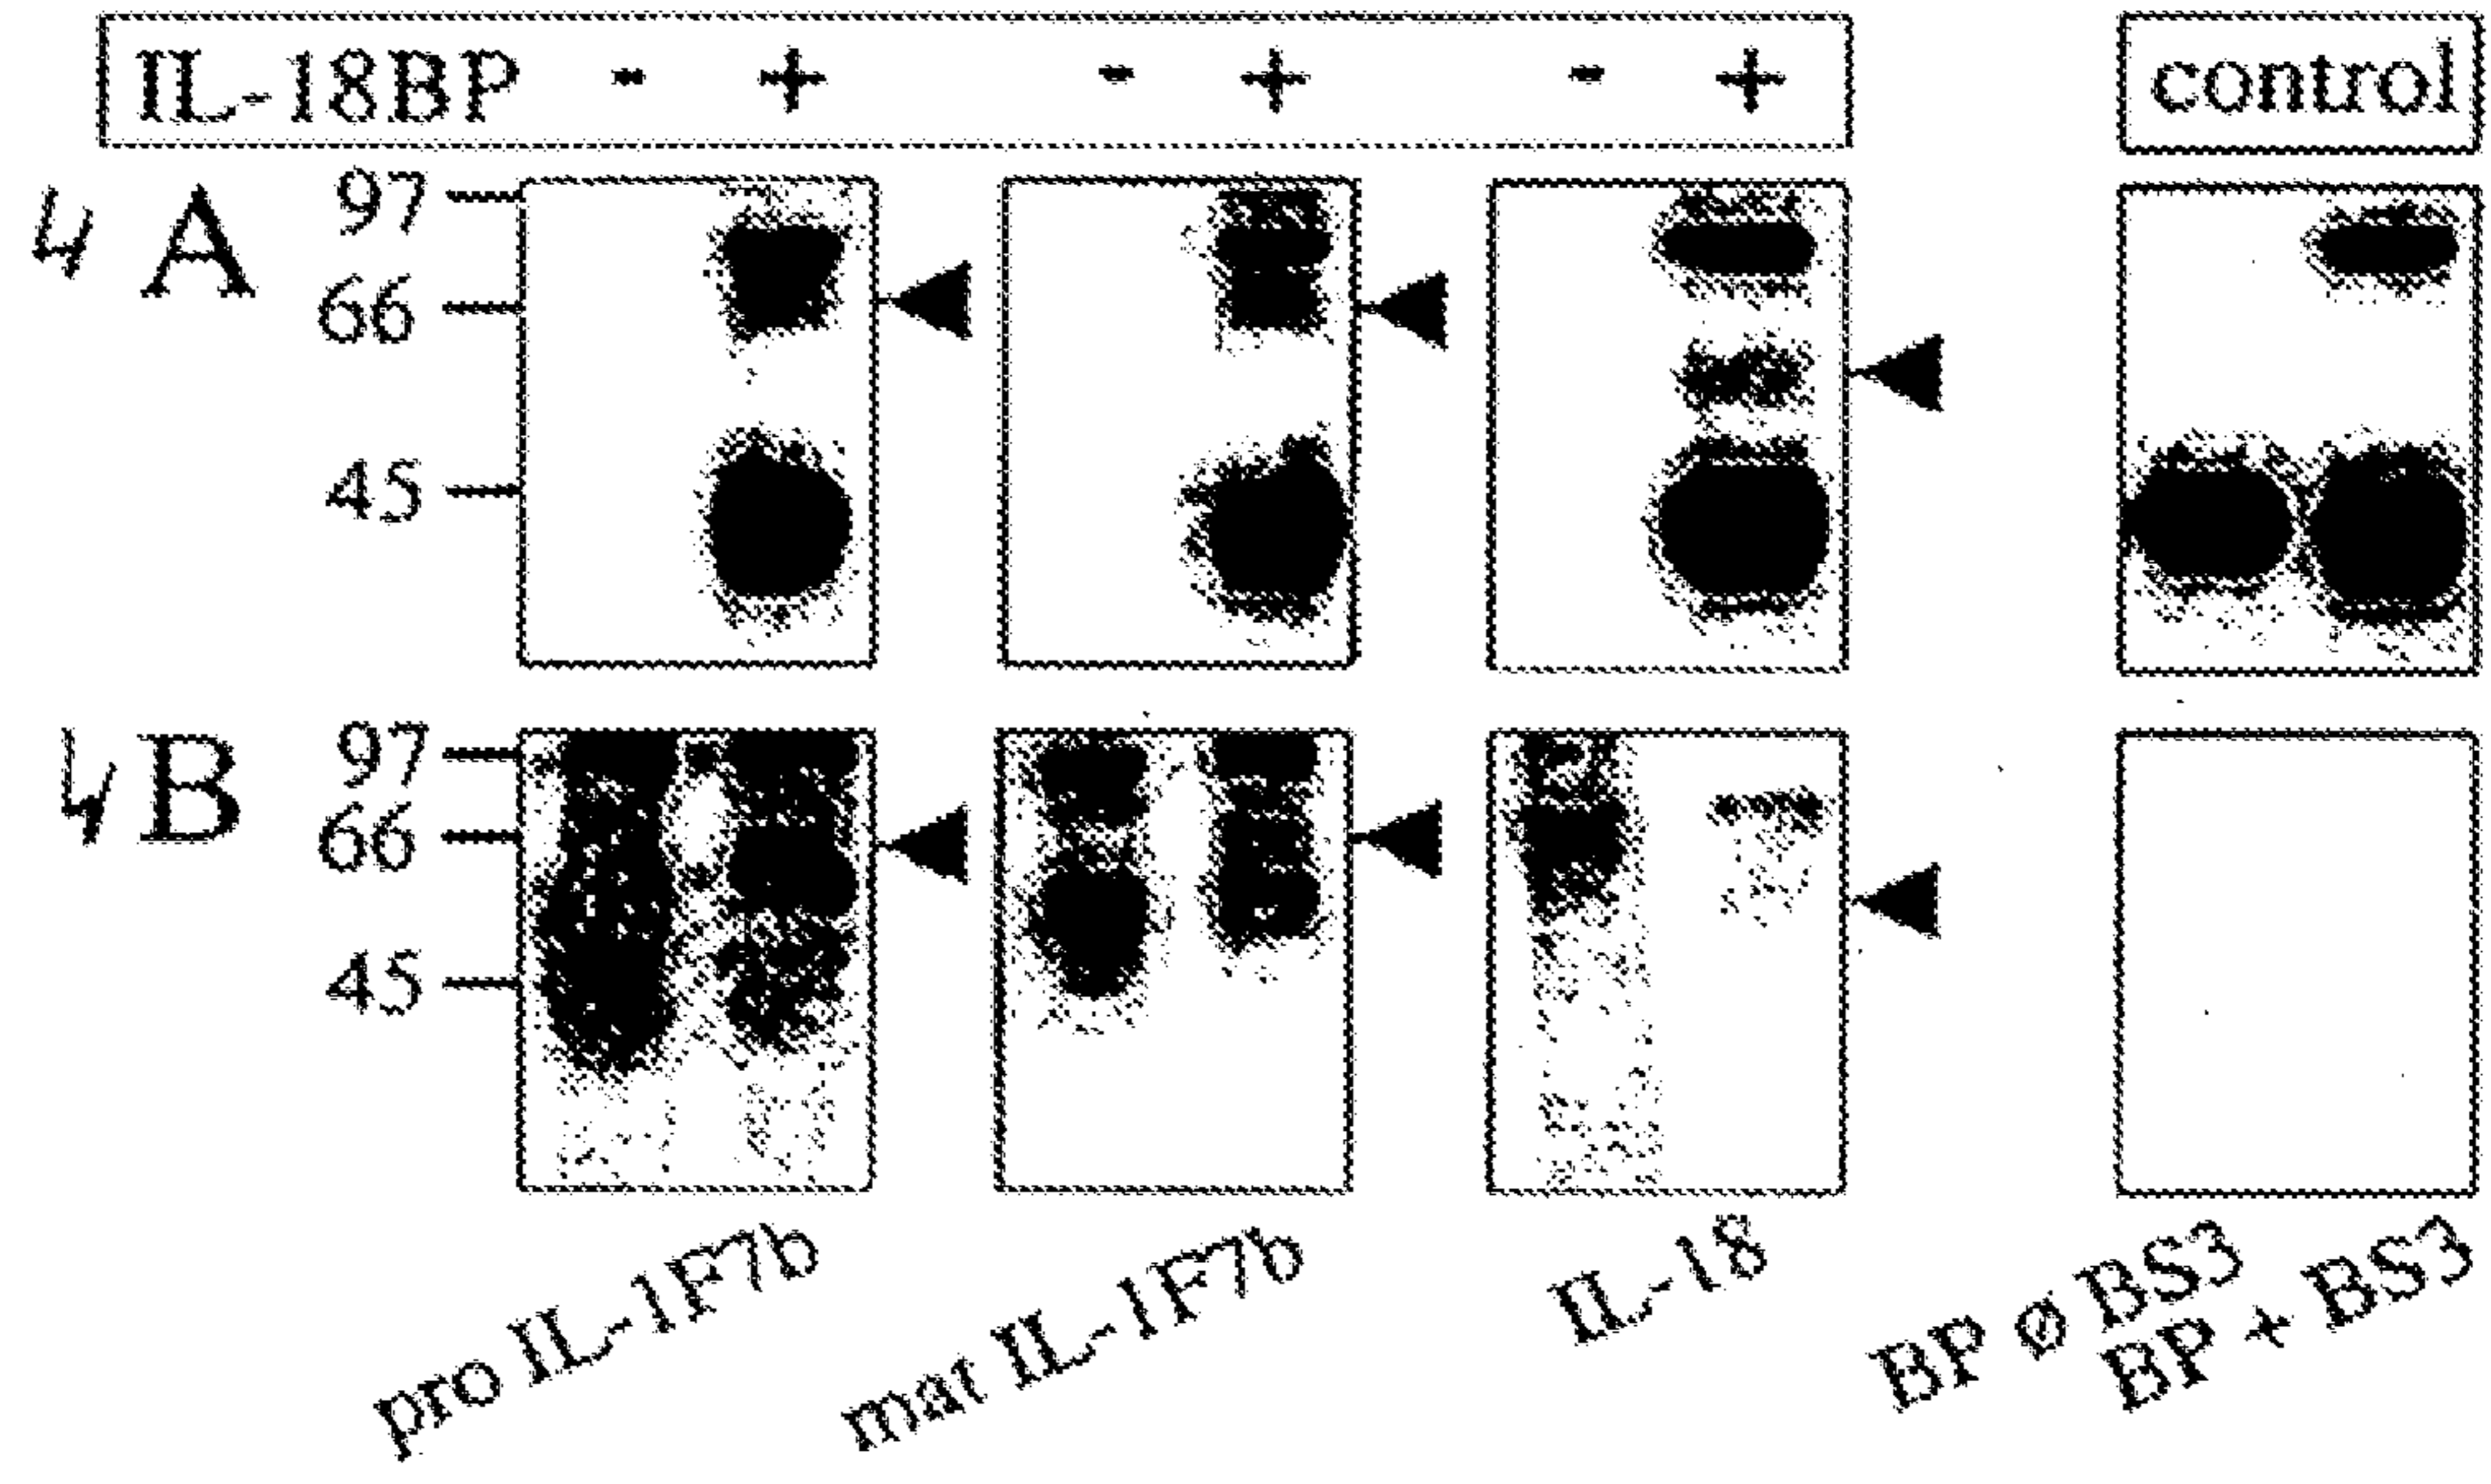 IL-18BP - + - + - + control
4 A 97
66
45
4 B 97
66
45
pro IL-1F7b
mat IL-1F7b
IL-18
BP ø BS3
BP + BS3